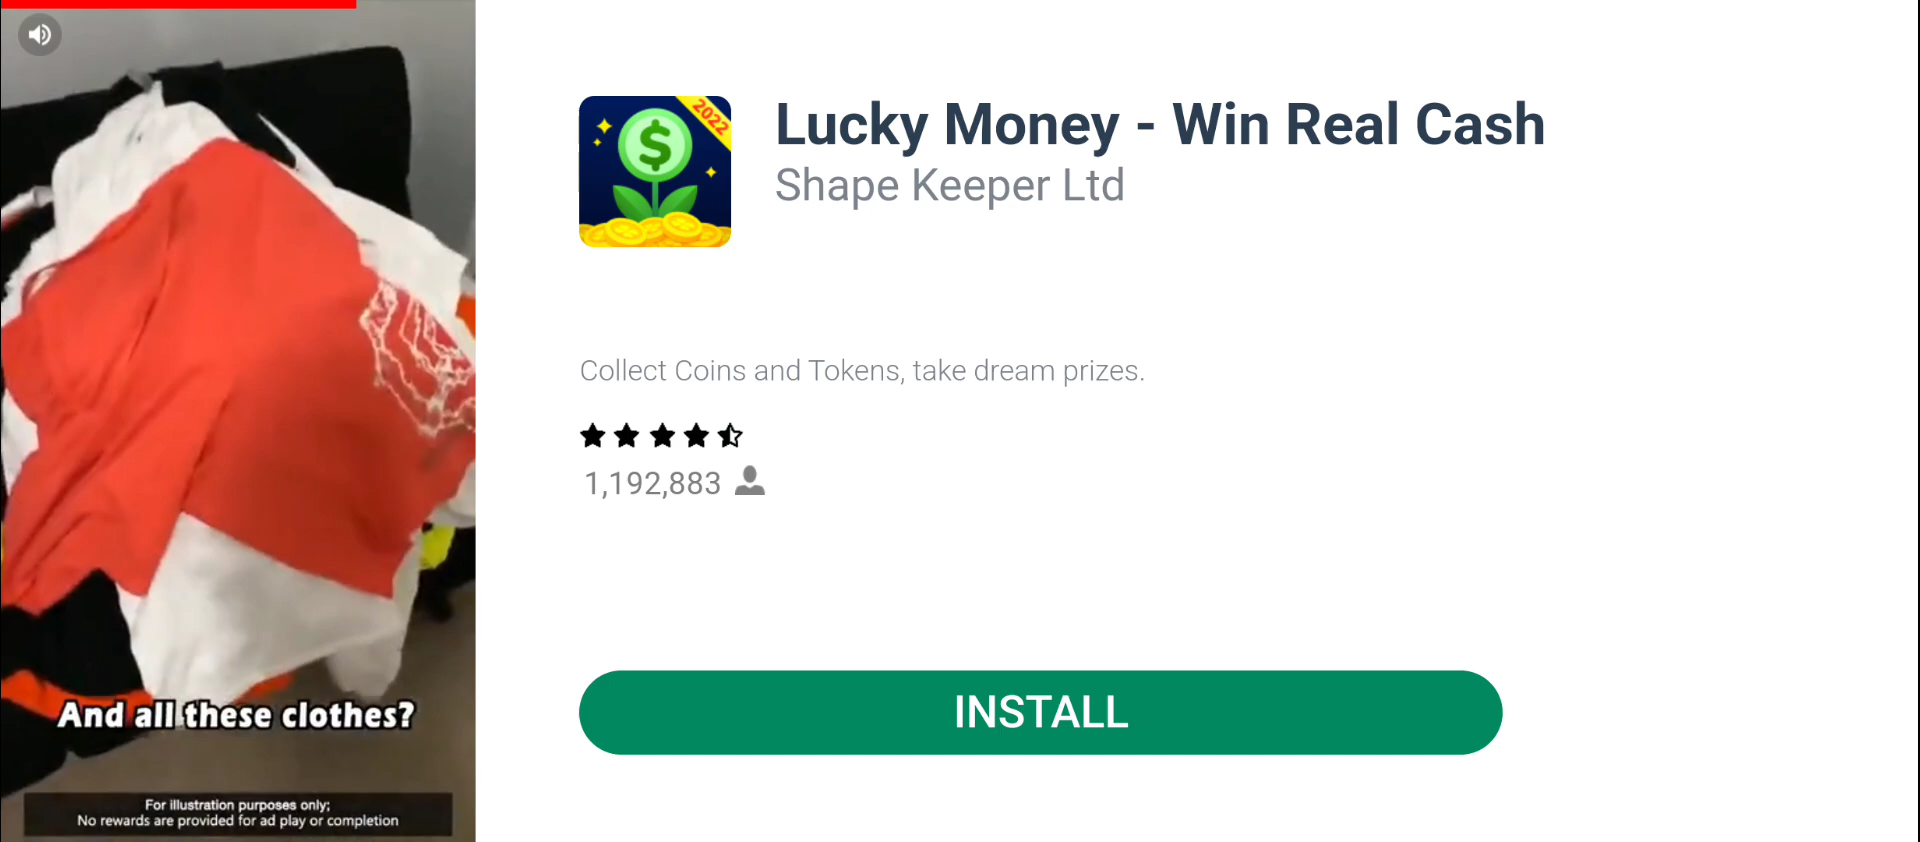 2022
Lucky Money - Win Real Cash
Shape Keeper Ltd
Collect Coins and Tokens, take dream prizes.
1,192,883
INSTALL
And all these clothes?
For illustration purposes only;
No rewards are provided for ad play or completion